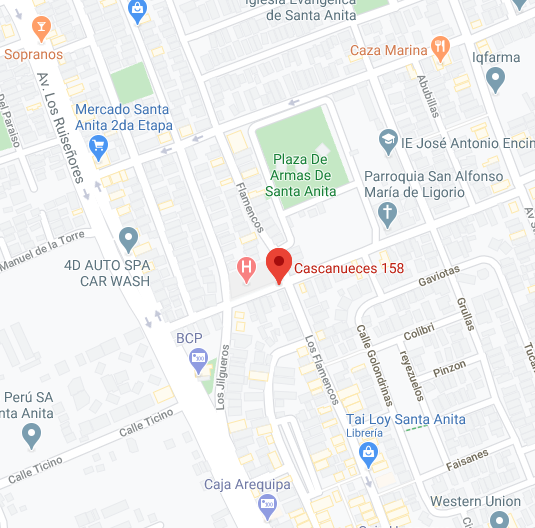 Iglesia Evangélica
de Santa Anita
Sopranos
Caza Marina
Iqfarma
Av. Los Ruiseñores
Del Paraiso
Abubillas
Mercado Santa
Anita 2da Etapa
IE José Antonio Encin
Plaza De
Armas De
Santa Anita
Parroquia San Alfonso
María de Ligorio
Flamencos
Av. S
Manuel de la Torre
4D AUTO SPA
CAR WASH
H
Cascanueces 158
Gaviotas
Grullas
Colibri
Calle Golondrinas
reyezuelos
Pinzon
Tuca
BCP
Los Jilgueros
Los Flamencos
Perú SA
nta Anita
Calle Ticino
Tai Loy Santa Anita
Librería
Calle Ticino
Faisanes
Caja Arequipa
Western Union